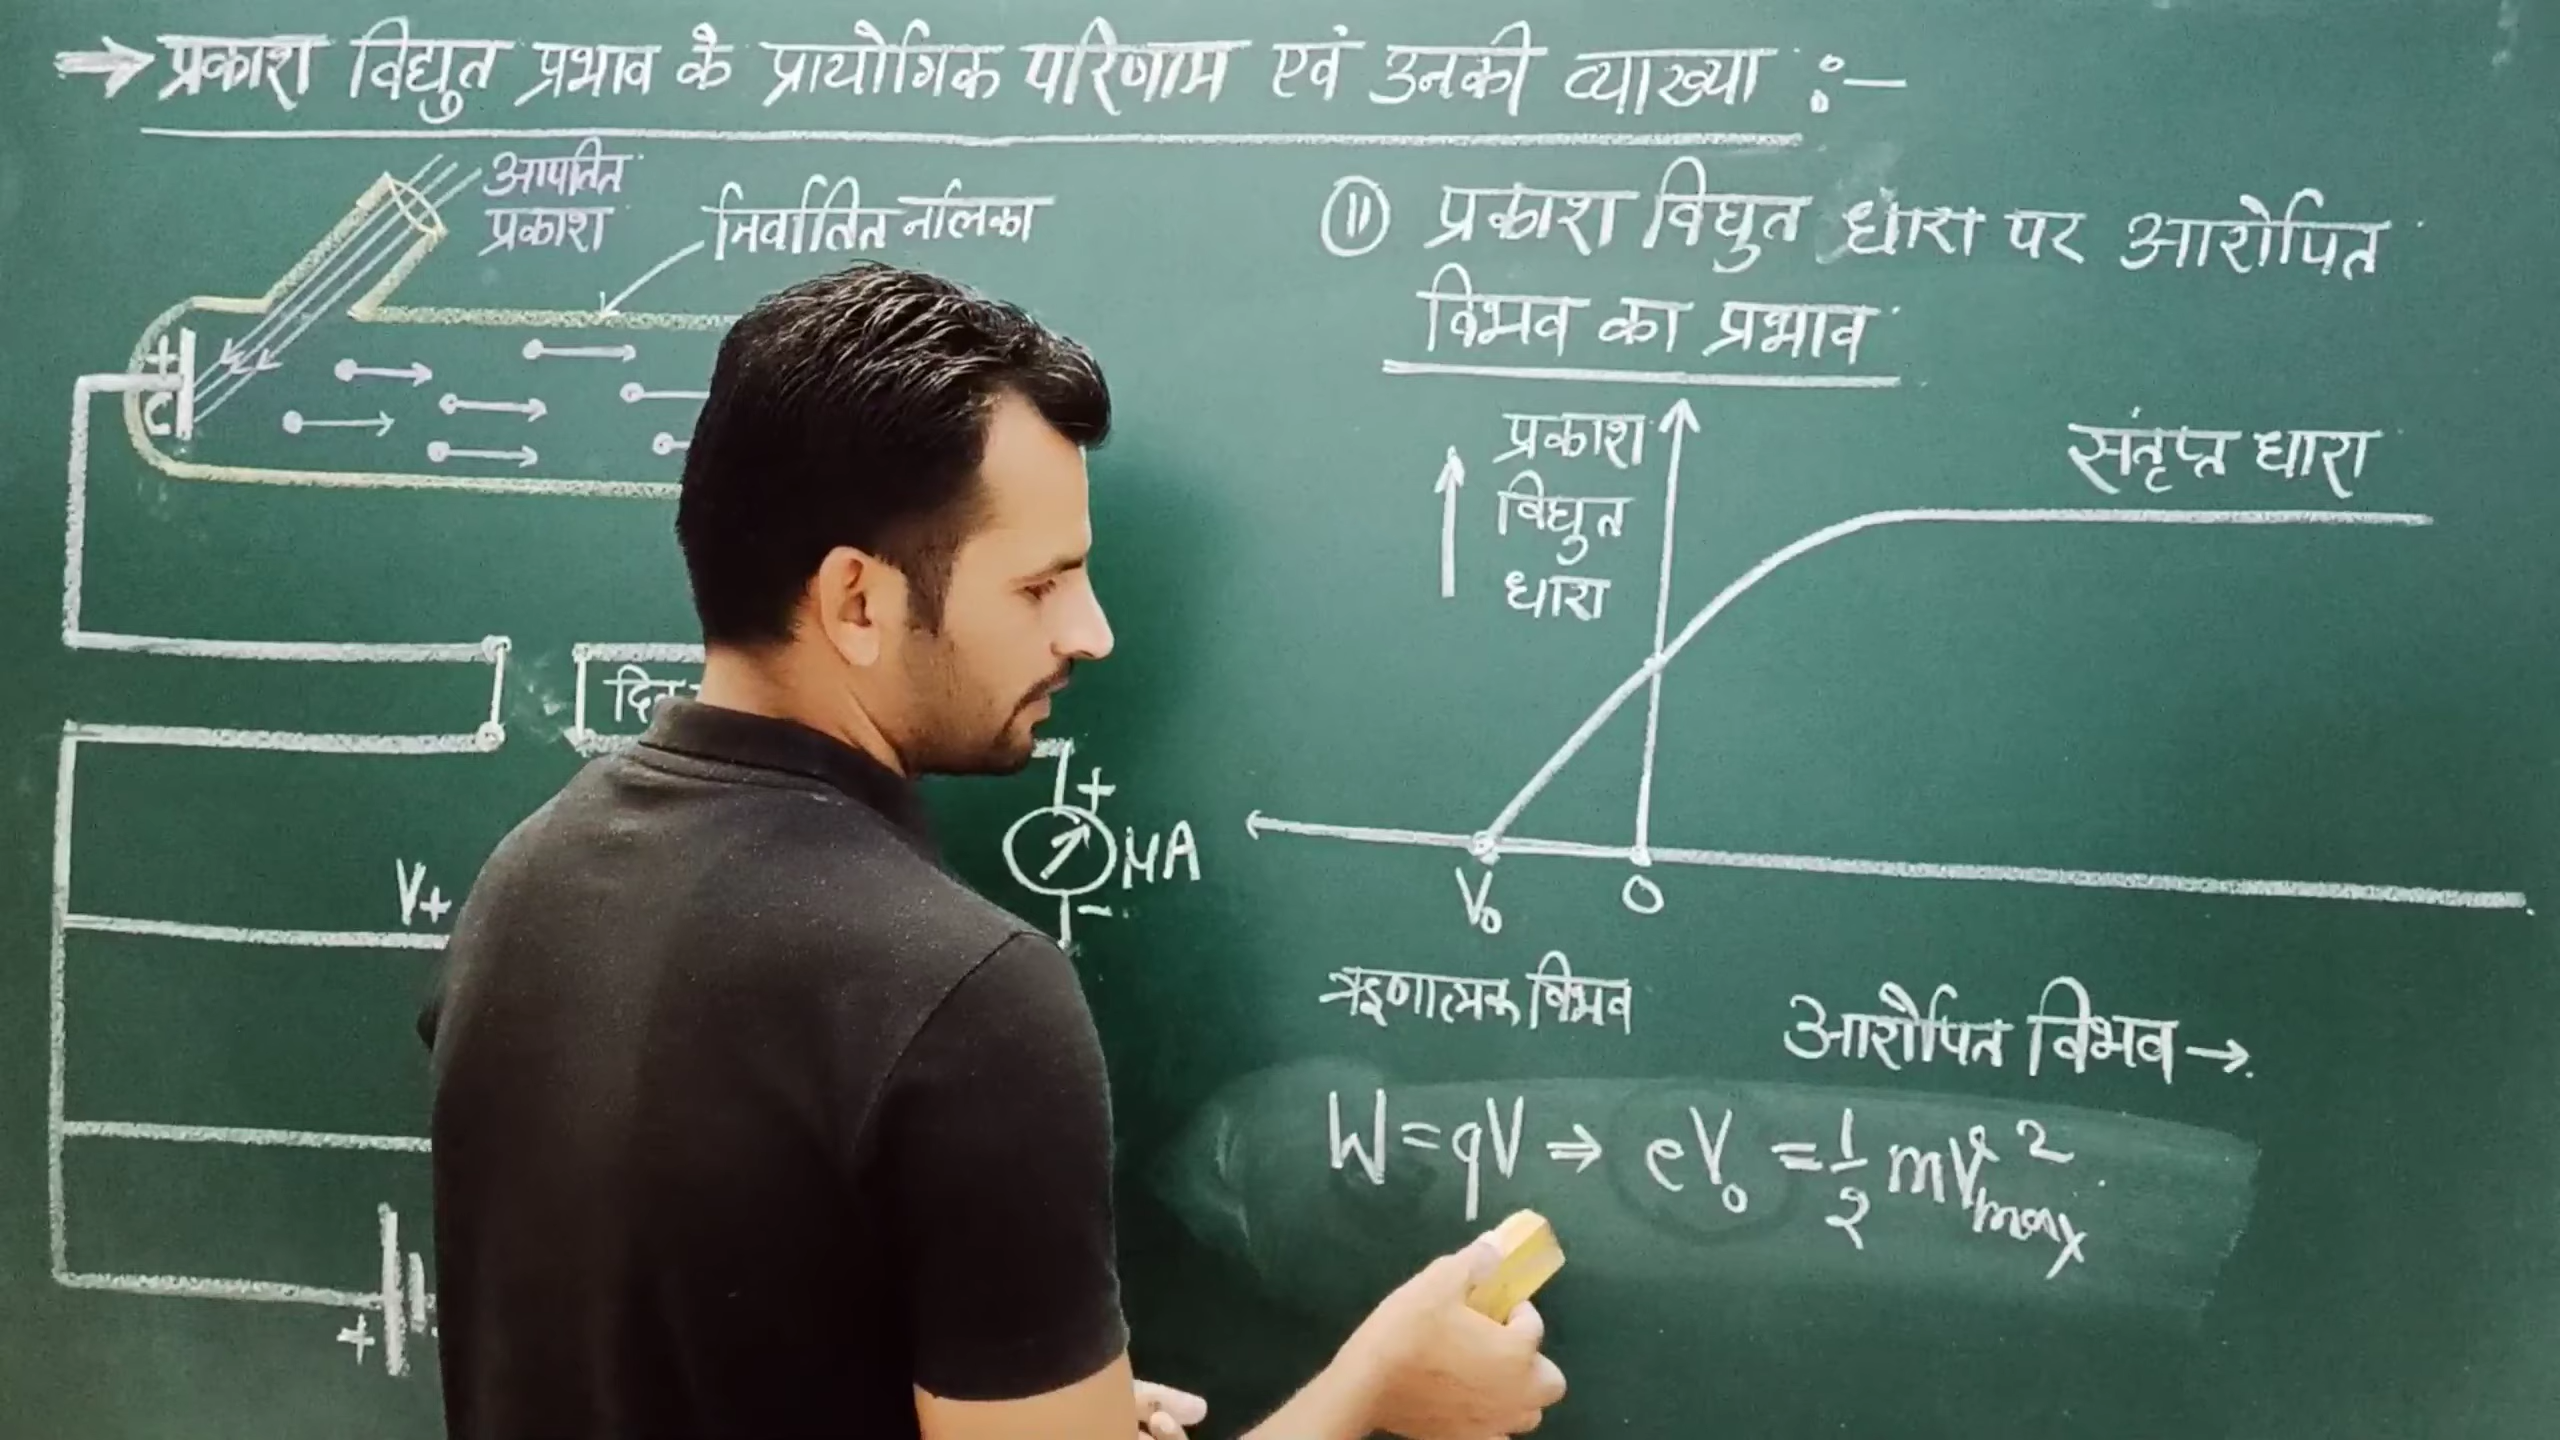 → प्रकाश विद्युत प्रभाव के प्रायोगिक परिणाम एवं उनकी व्याख्या :—
आपतित
प्रकाश
निर्वातित नलिका
+
C
V+
+
μA
-
+
⑪ प्रकाश विद्युत धारा पर आरोपित
विभव का प्रभाव
प्रकाश
विद्युत
धारा
संतृप्त धारा
V₀ O
ऋणात्मक विभव
आरोपित विभव →
W = qV ⇒ eV₀ = 1/2 mV²max